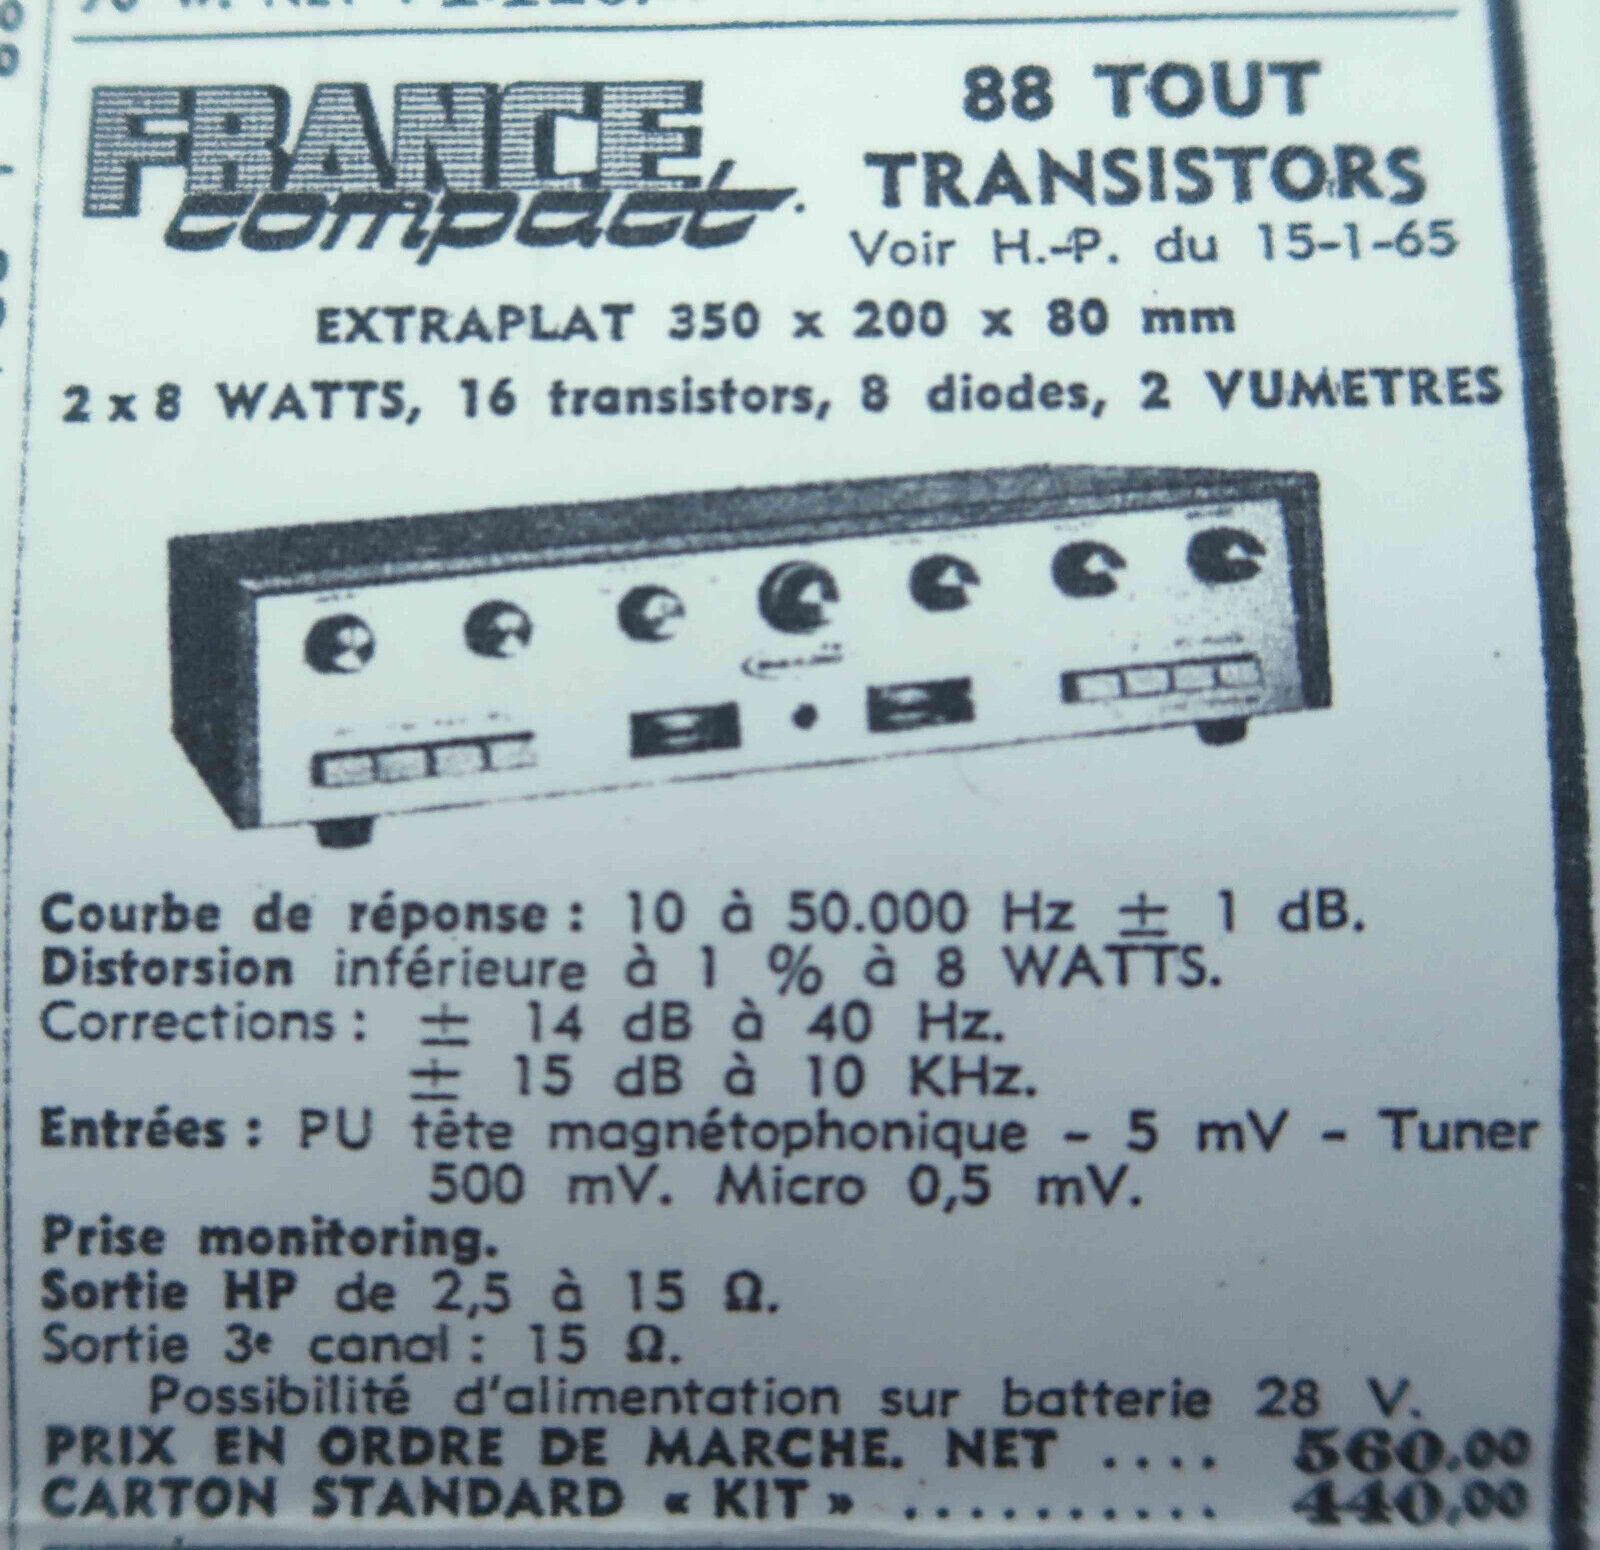 FRANCE
compact
88 TOUT
TRANSISTORS
Voir H.-P. du 15-1-65
EXTRAPLAT 350 x 200 x 80 mm
2 x 8 WATTS, 16 transistors, 8 diodes, 2 VUMETRES
Courbe de réponse : 10 à 50.000 Hz ± 1 dB.
Distorsion inférieure à 1 % à 8 WATTS.
Corrections : ± 14 dB à 40 Hz.
± 15 dB à 10 KHz.
Entrées : PU tête magnétophonique - 5 mV - Tuner
500 mV. Micro 0,5 mV.
Prise monitoring.
Sortie HP de 2,5 à 15 Ω.
Sortie 3e canal : 15 Ω.
Possibilité d'alimentation sur batterie 28 V.
PRIX EN ORDRE DE MARCHE. NET .... 560,00
CARTON STANDARD « KIT » .......... 440,00